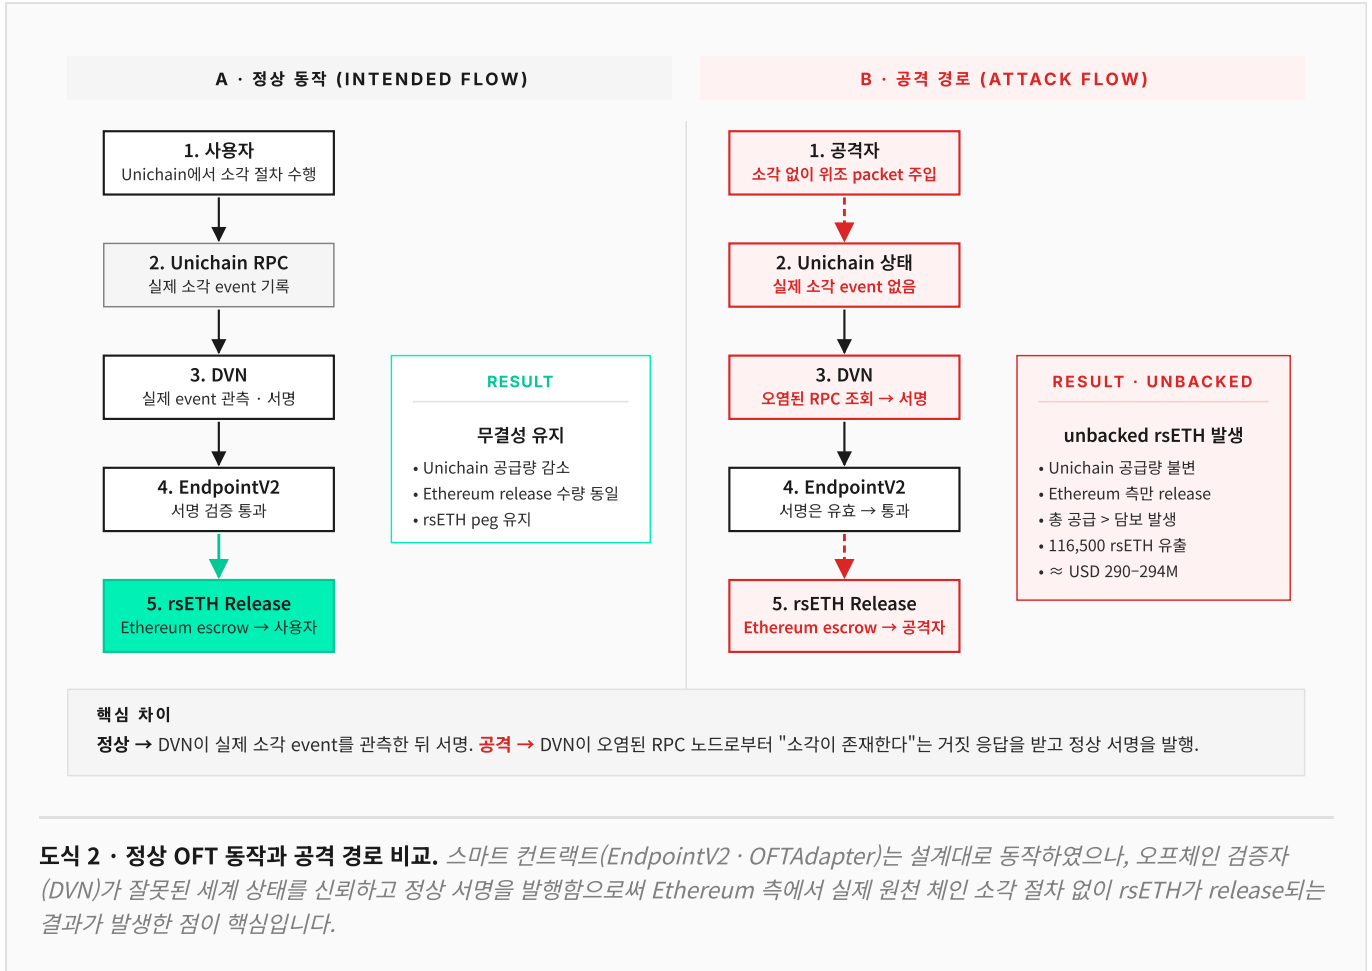 A · 정상 동작 (INTENDED FLOW)
1. 사용자
Unichain에서 소각 절차 수행
2. Unichain RPC
실제 소각 event 기록
3. DVN
실제 event 관측 · 서명
4. EndpointV2
서명 검증 통과
5. rsETH Release
Ethereum escrow → 사용자
RESULT
무결성 유지
• Unichain 공급량 감소
• Ethereum release 수량 동일
• rsETH peg 유지
B · 공격 경로 (ATTACK FLOW)
1. 공격자
소각 없이 위조 packet 주입
2. Unichain 상태
실제 소각 event 없음
3. DVN
오염된 RPC 조회 → 서명
4. EndpointV2
서명은 유효 → 통과
5. rsETH Release
Ethereum escrow → 공격자
RESULT · UNBACKED
unbacked rsETH 발생
• Unichain 공급량 불변
• Ethereum 측만 release
• 총 공급 > 담보 발생
• 116,500 rsETH 유출
• ≈ USD 290–294M
핵심 차이
정상 → DVN이 실제 소각 event를 관측한 뒤 서명. 공격 → DVN이 오염된 RPC 노드로부터 "소각이 존재한다"는 거짓 응답을 받고 정상 서명을 발행.
도식 2 · 정상 OFT 동작과 공격 경로 비교. 스마트 컨트랙트(EndpointV2 · OFTAdapter)는 설계대로 동작하였으나, 오프체인 검증자
(DVN)가 잘못된 세계 상태를 신뢰하고 정상 서명을 발행함으로써 Ethereum 측에서 실제 원천 체인 소각 절차 없이 rsETH가 release되는
결과가 발생한 점이 핵심입니다.